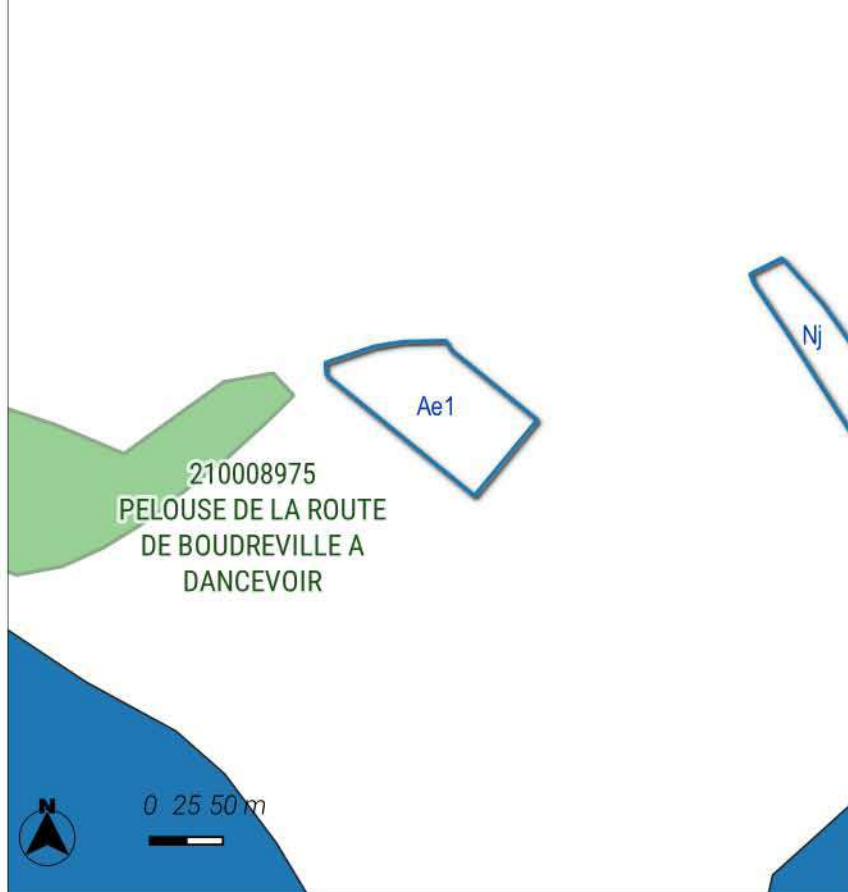 Nj
Ae1
210008975
PELOUSE DE LA ROUTE
DE BOUDREVILLE A
DANCEVOIR
N
0 25 50 m